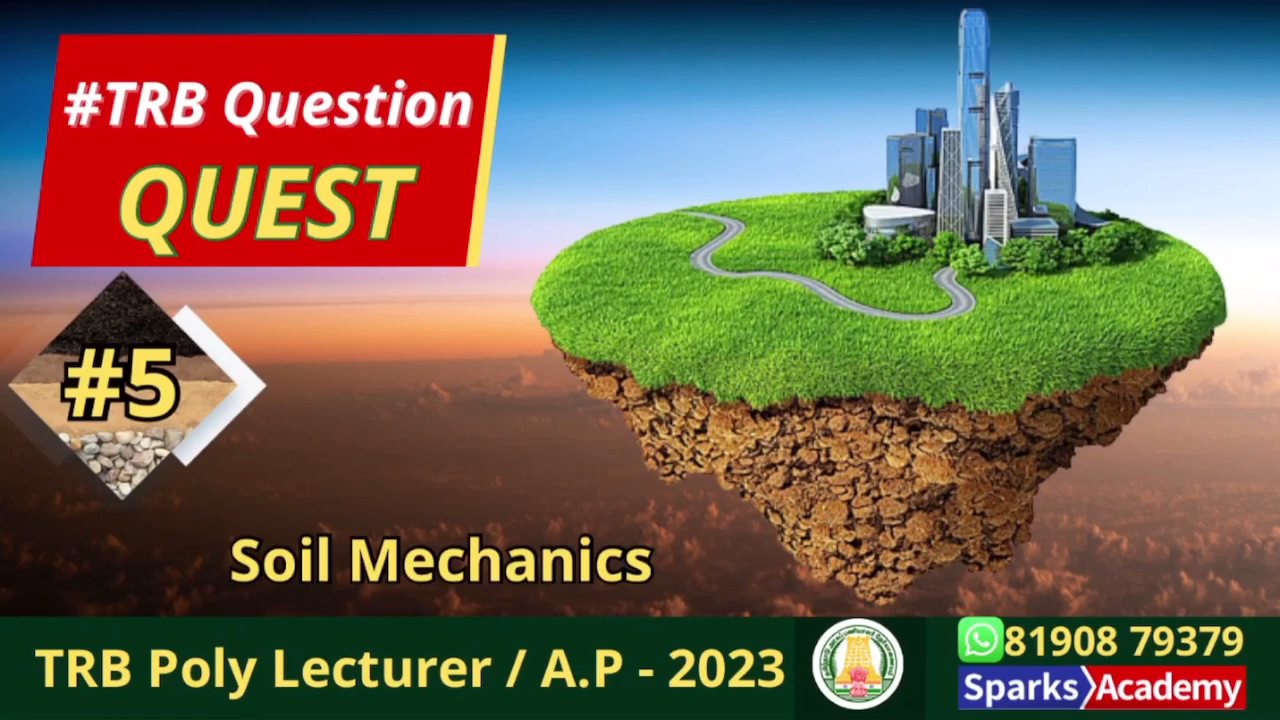 #TRB Question
QUEST
#5
Soil Mechanics
TRB Poly Lecturer / A.P - 2023
81908 79379
Sparks Academy